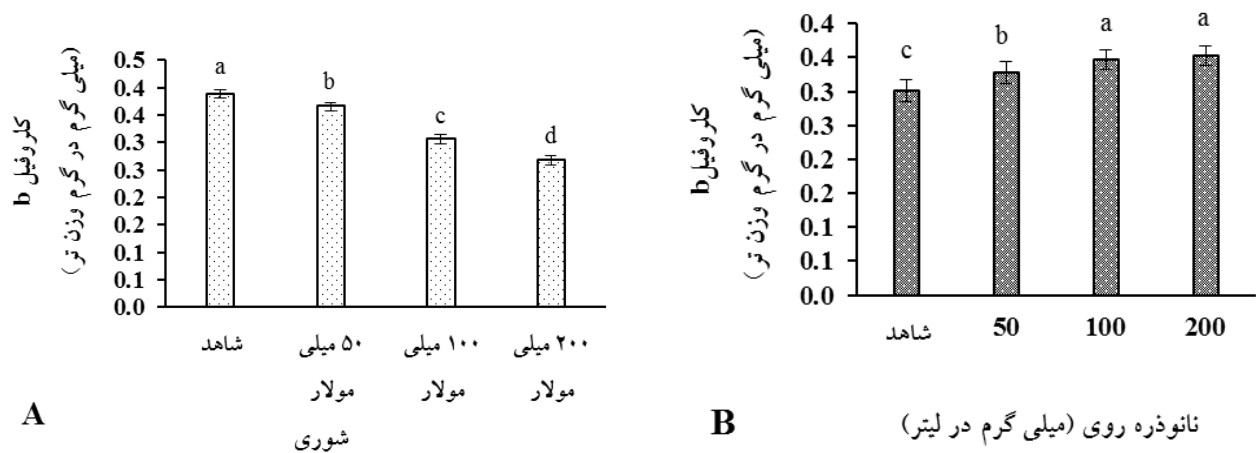 کلروفیل b
(میلی گرم در گرم وزن تر)
0.5
0.4
0.4
0.3
0.3
0.2
0.2
0.1
0.1
0.0
a
b
c
d
شاهد
۵۰ میلی
مولار
۱۰۰ میلی
مولار
۲۰۰ میلی
مولار
شوری
A
کلروفیل b
(میلی گرم در گرم وزن تر)
0.4
0.4
0.3
0.3
0.2
0.2
0.1
0.1
0.0
c
b
a
a
شاهد
50
100
200
نانوذره روی (میلی گرم در لیتر)
B